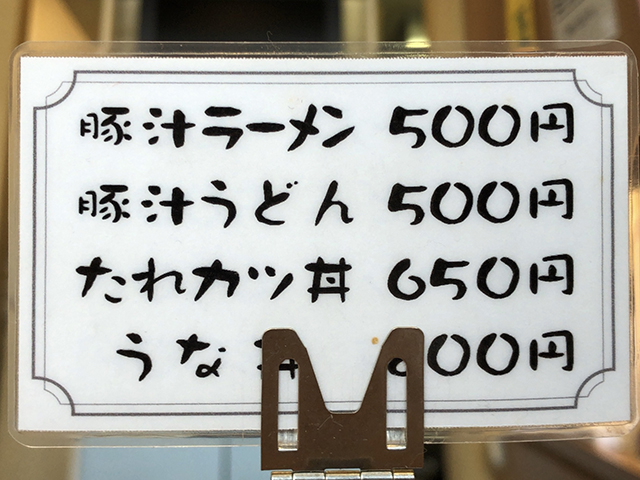 豚汁ラーメン 500円
豚汁うどん 500円
たれカツ丼 650円
うな 00円